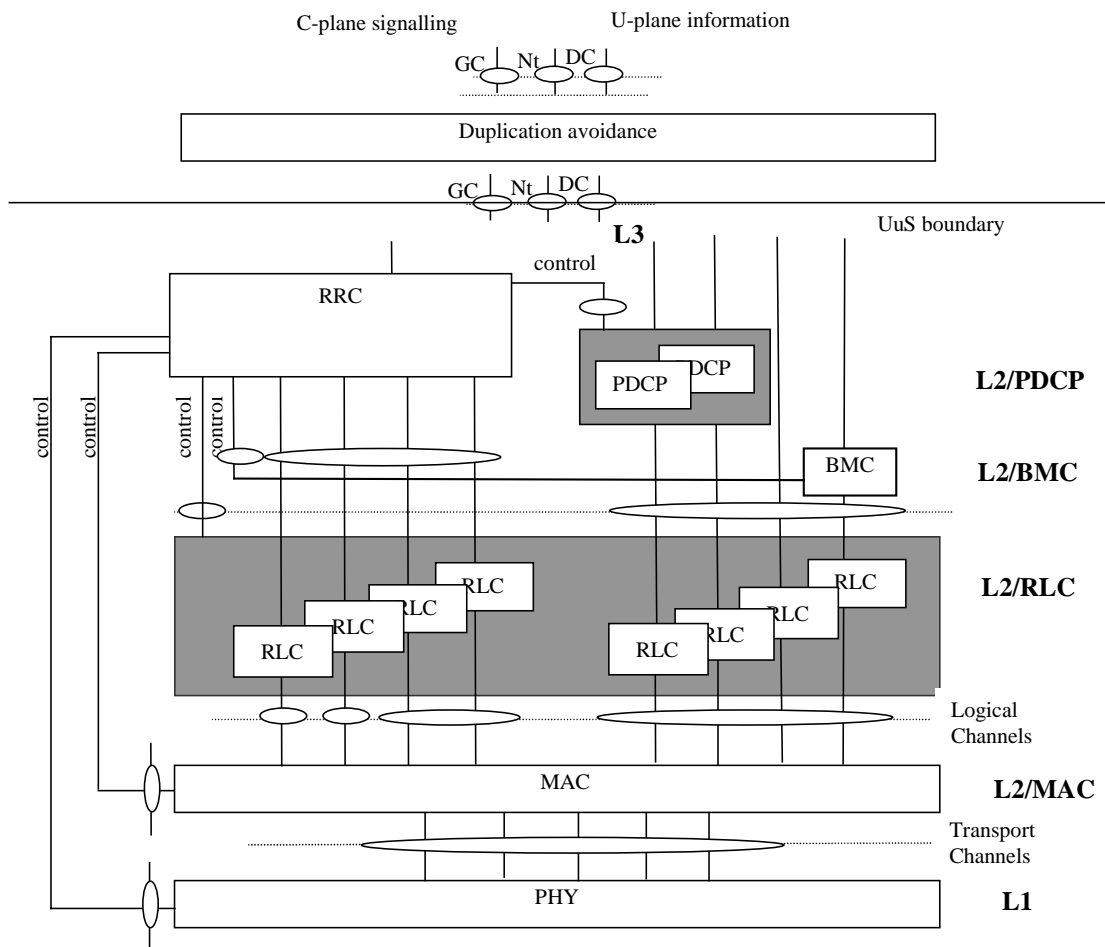 C-plane signalling
U-plane information
GC Nt DC
Duplication avoidance
GC Nt DC
UuS boundary
L3
control
RRC
PDCP
DCP
L2/PDCP
control
control
control
control
BMC
L2/BMC
RLC
RLC
RLC
RLC
RLC
RLC
RLC
RLC
L2/RLC
Logical
Channels
MAC
L2/MAC
Transport
Channels
PHY
L1